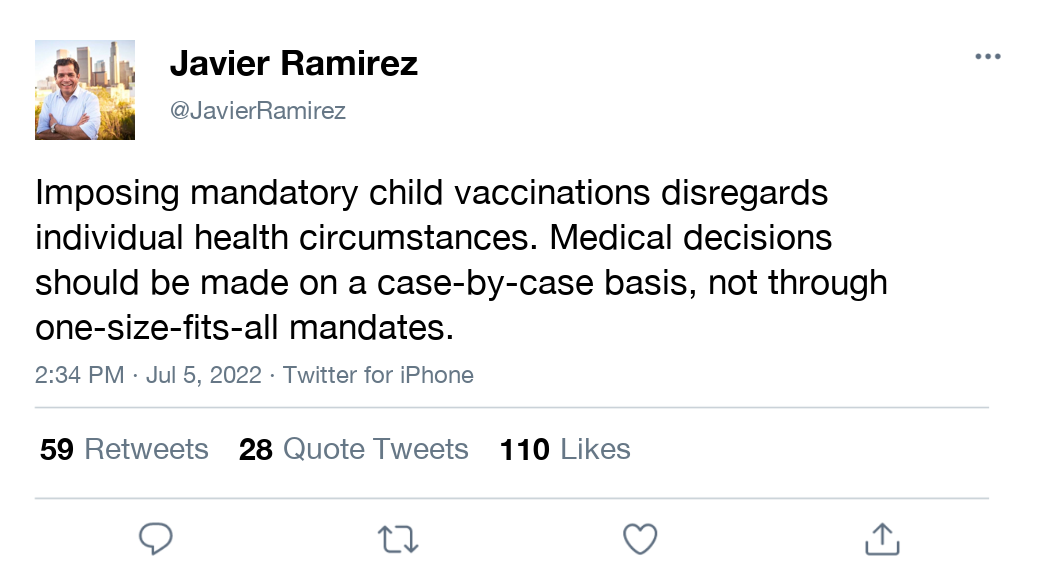 Javier Ramirez
@JavierRamirez
Imposing mandatory child vaccinations disregards
individual health circumstances. Medical decisions
should be made on a case-by-case basis, not through
one-size-fits-all mandates.
2:34 PM · Jul 5, 2022 · Twitter for iPhone
59 Retweets 28 Quote Tweets 110 Likes